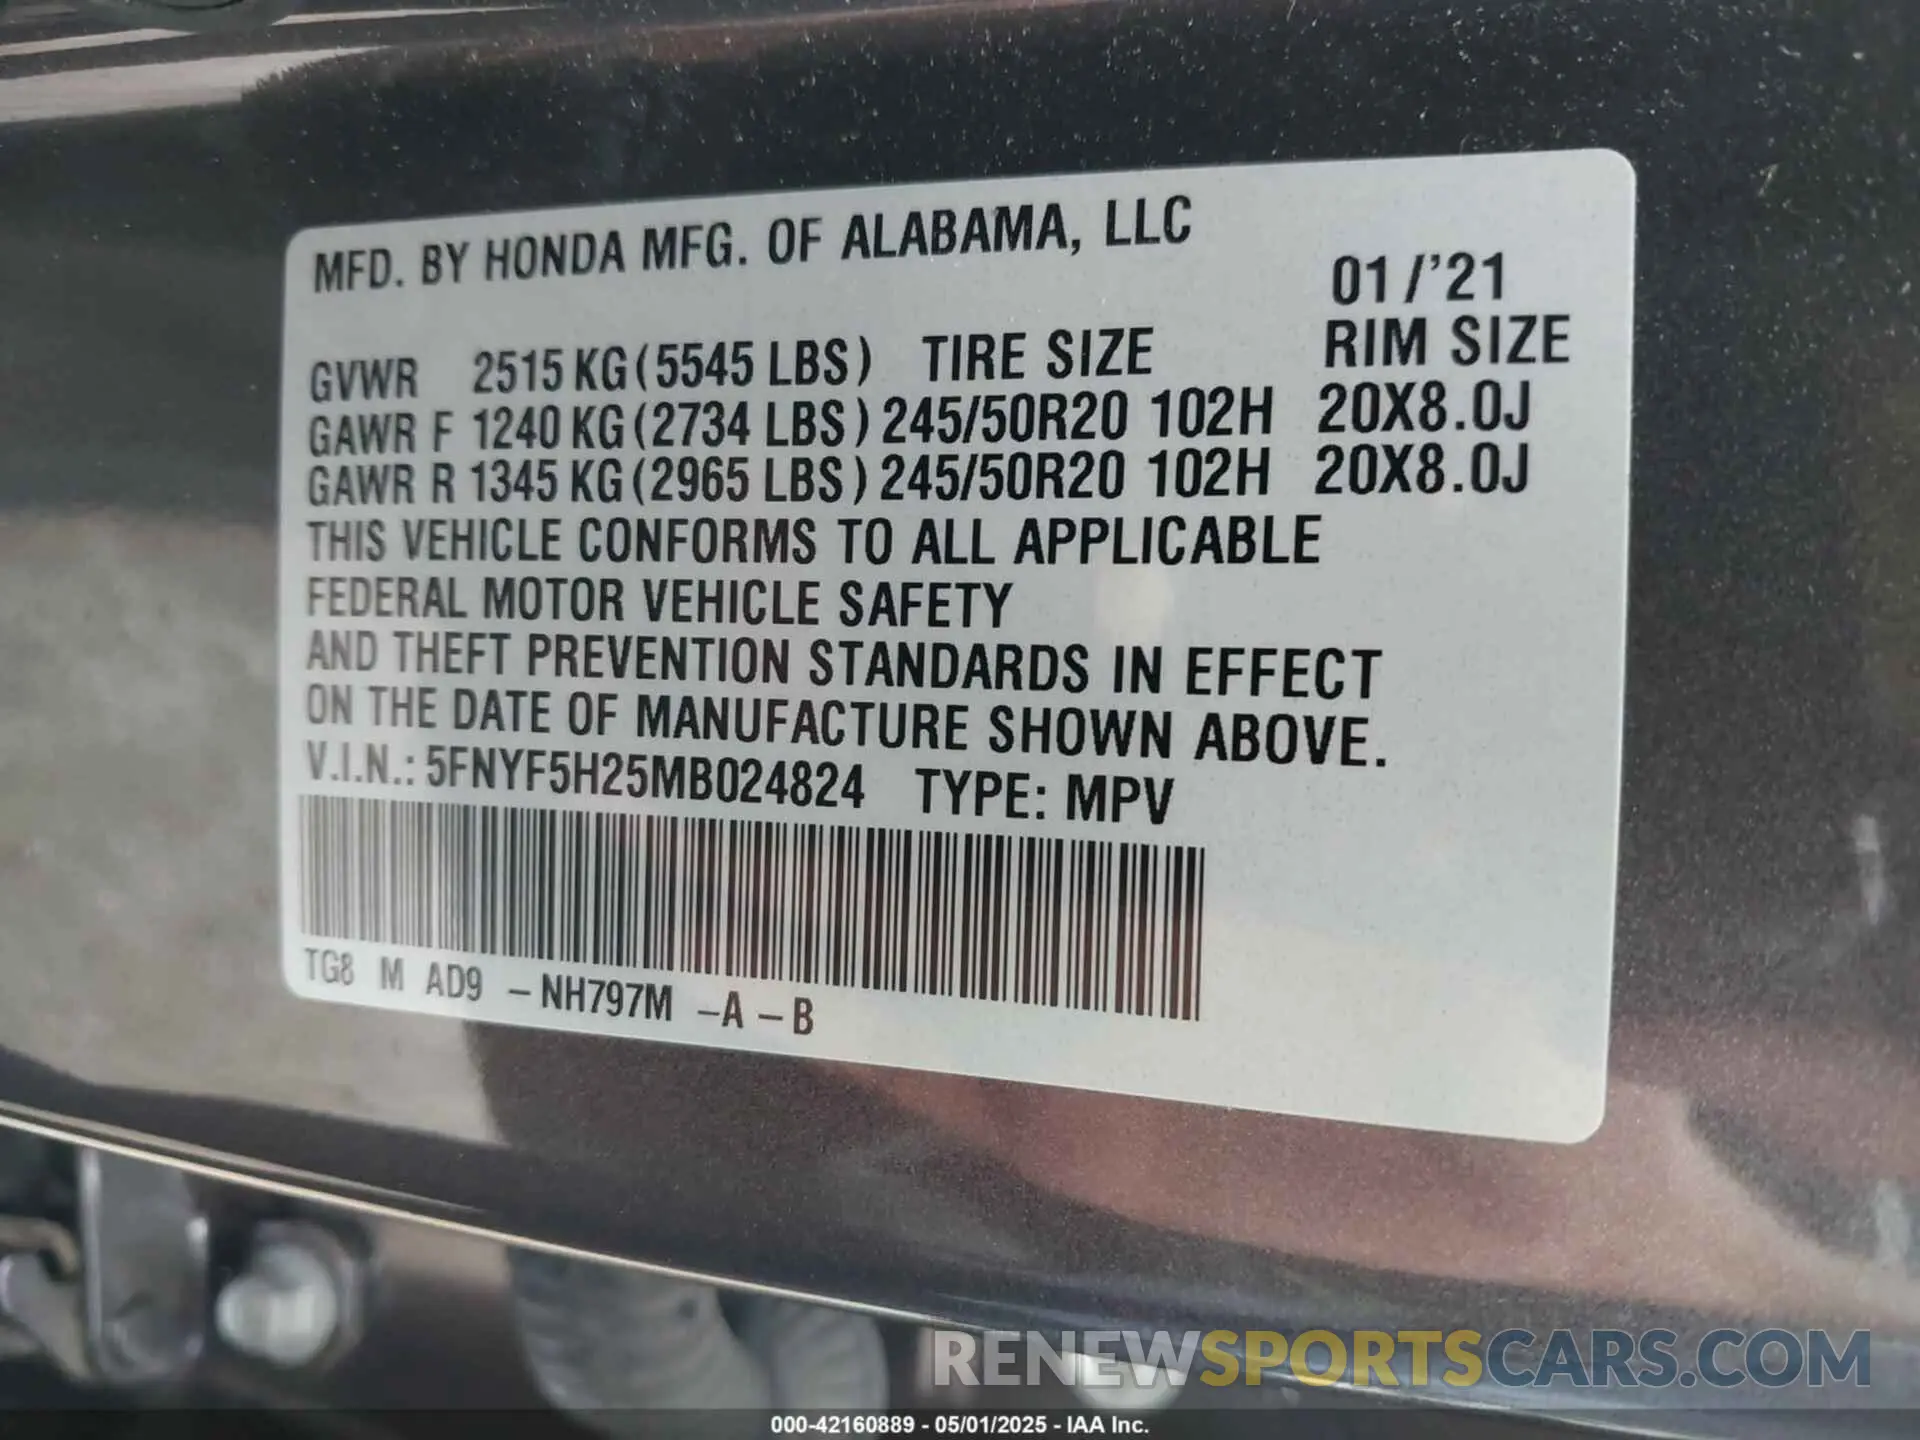 MFD. BY HONDA MFG. OF ALABAMA, LLC
01/'21
GVWR 2515 KG (5545 LBS) TIRE SIZE RIM SIZE
GAWR F 1240 KG (2734 LBS) 245/50R20 102H 20X8.0J
GAWR R 1345 KG (2965 LBS) 245/50R20 102H 20X8.0J
THIS VEHICLE CONFORMS TO ALL APPLICABLE
FEDERAL MOTOR VEHICLE SAFETY
AND THEFT PREVENTION STANDARDS IN EFFECT
ON THE DATE OF MANUFACTURE SHOWN ABOVE.
V.I.N.: 5FNYF5H25MB024824 TYPE: MPV
TG8 M AD9 –NH797M –A –B
RENEWSPORTSCARS.COM
000-42160889 - 05/01/2025 - IAA Inc.